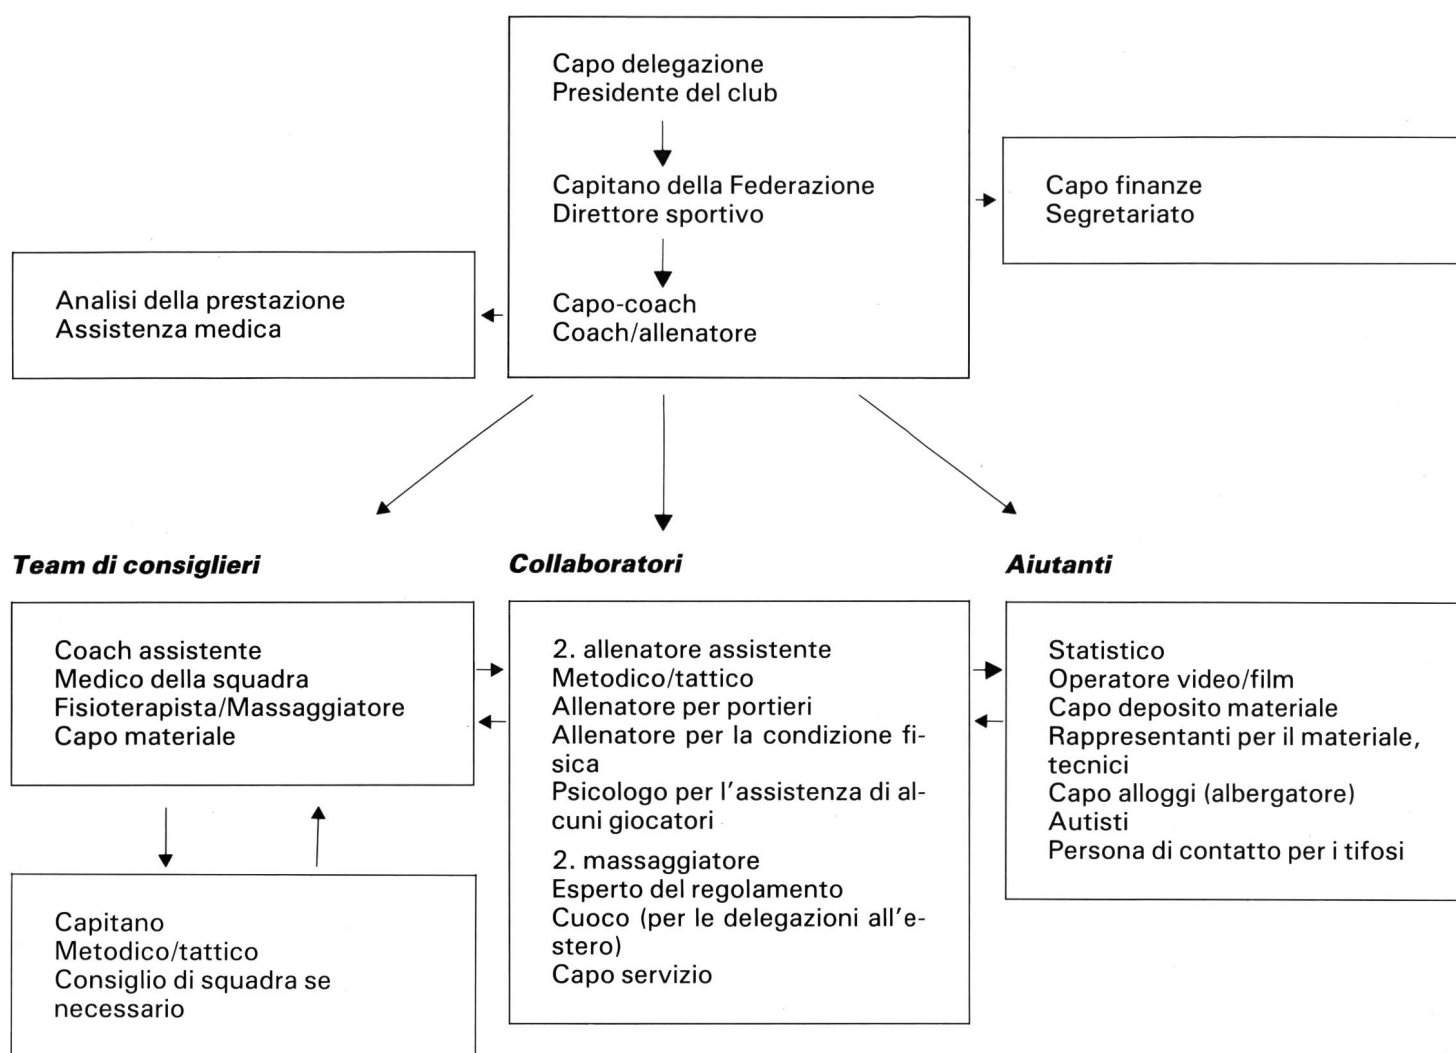 Capo delegazione
Presidente del club
Capitano della Federazione
Direttore sportivo
Capo-coach
Coach/allenatore
Capo finanze
Segretariato
Analisi della prestazione
Assistenza medica
Team di consiglieri
Coach assistente
Medico della squadra
Fisioterapista/Massaggiatore
Capo materiale
Capitano
Metodico/tattico
Consiglio di squadra se
necessario
Collaboratori
2. allenatore assistente
Metodico/tattico
Allenatore per portieri
Allenatore per la condizione fi-
sica
Psicologo per l'assistenza di al-
cuni giocatori
2. massaggiatore
Esperto del regolamento
Cuoco (per le delegazioni all'e-
stero)
Capo servizio
Aiutanti
Statistico
Operatore video/film
Capo deposito materiale
Rappresentanti per il materiale,
tecnici
Capo alloggi (albergatore)
Autisti
Persona di contatto per i tifosi